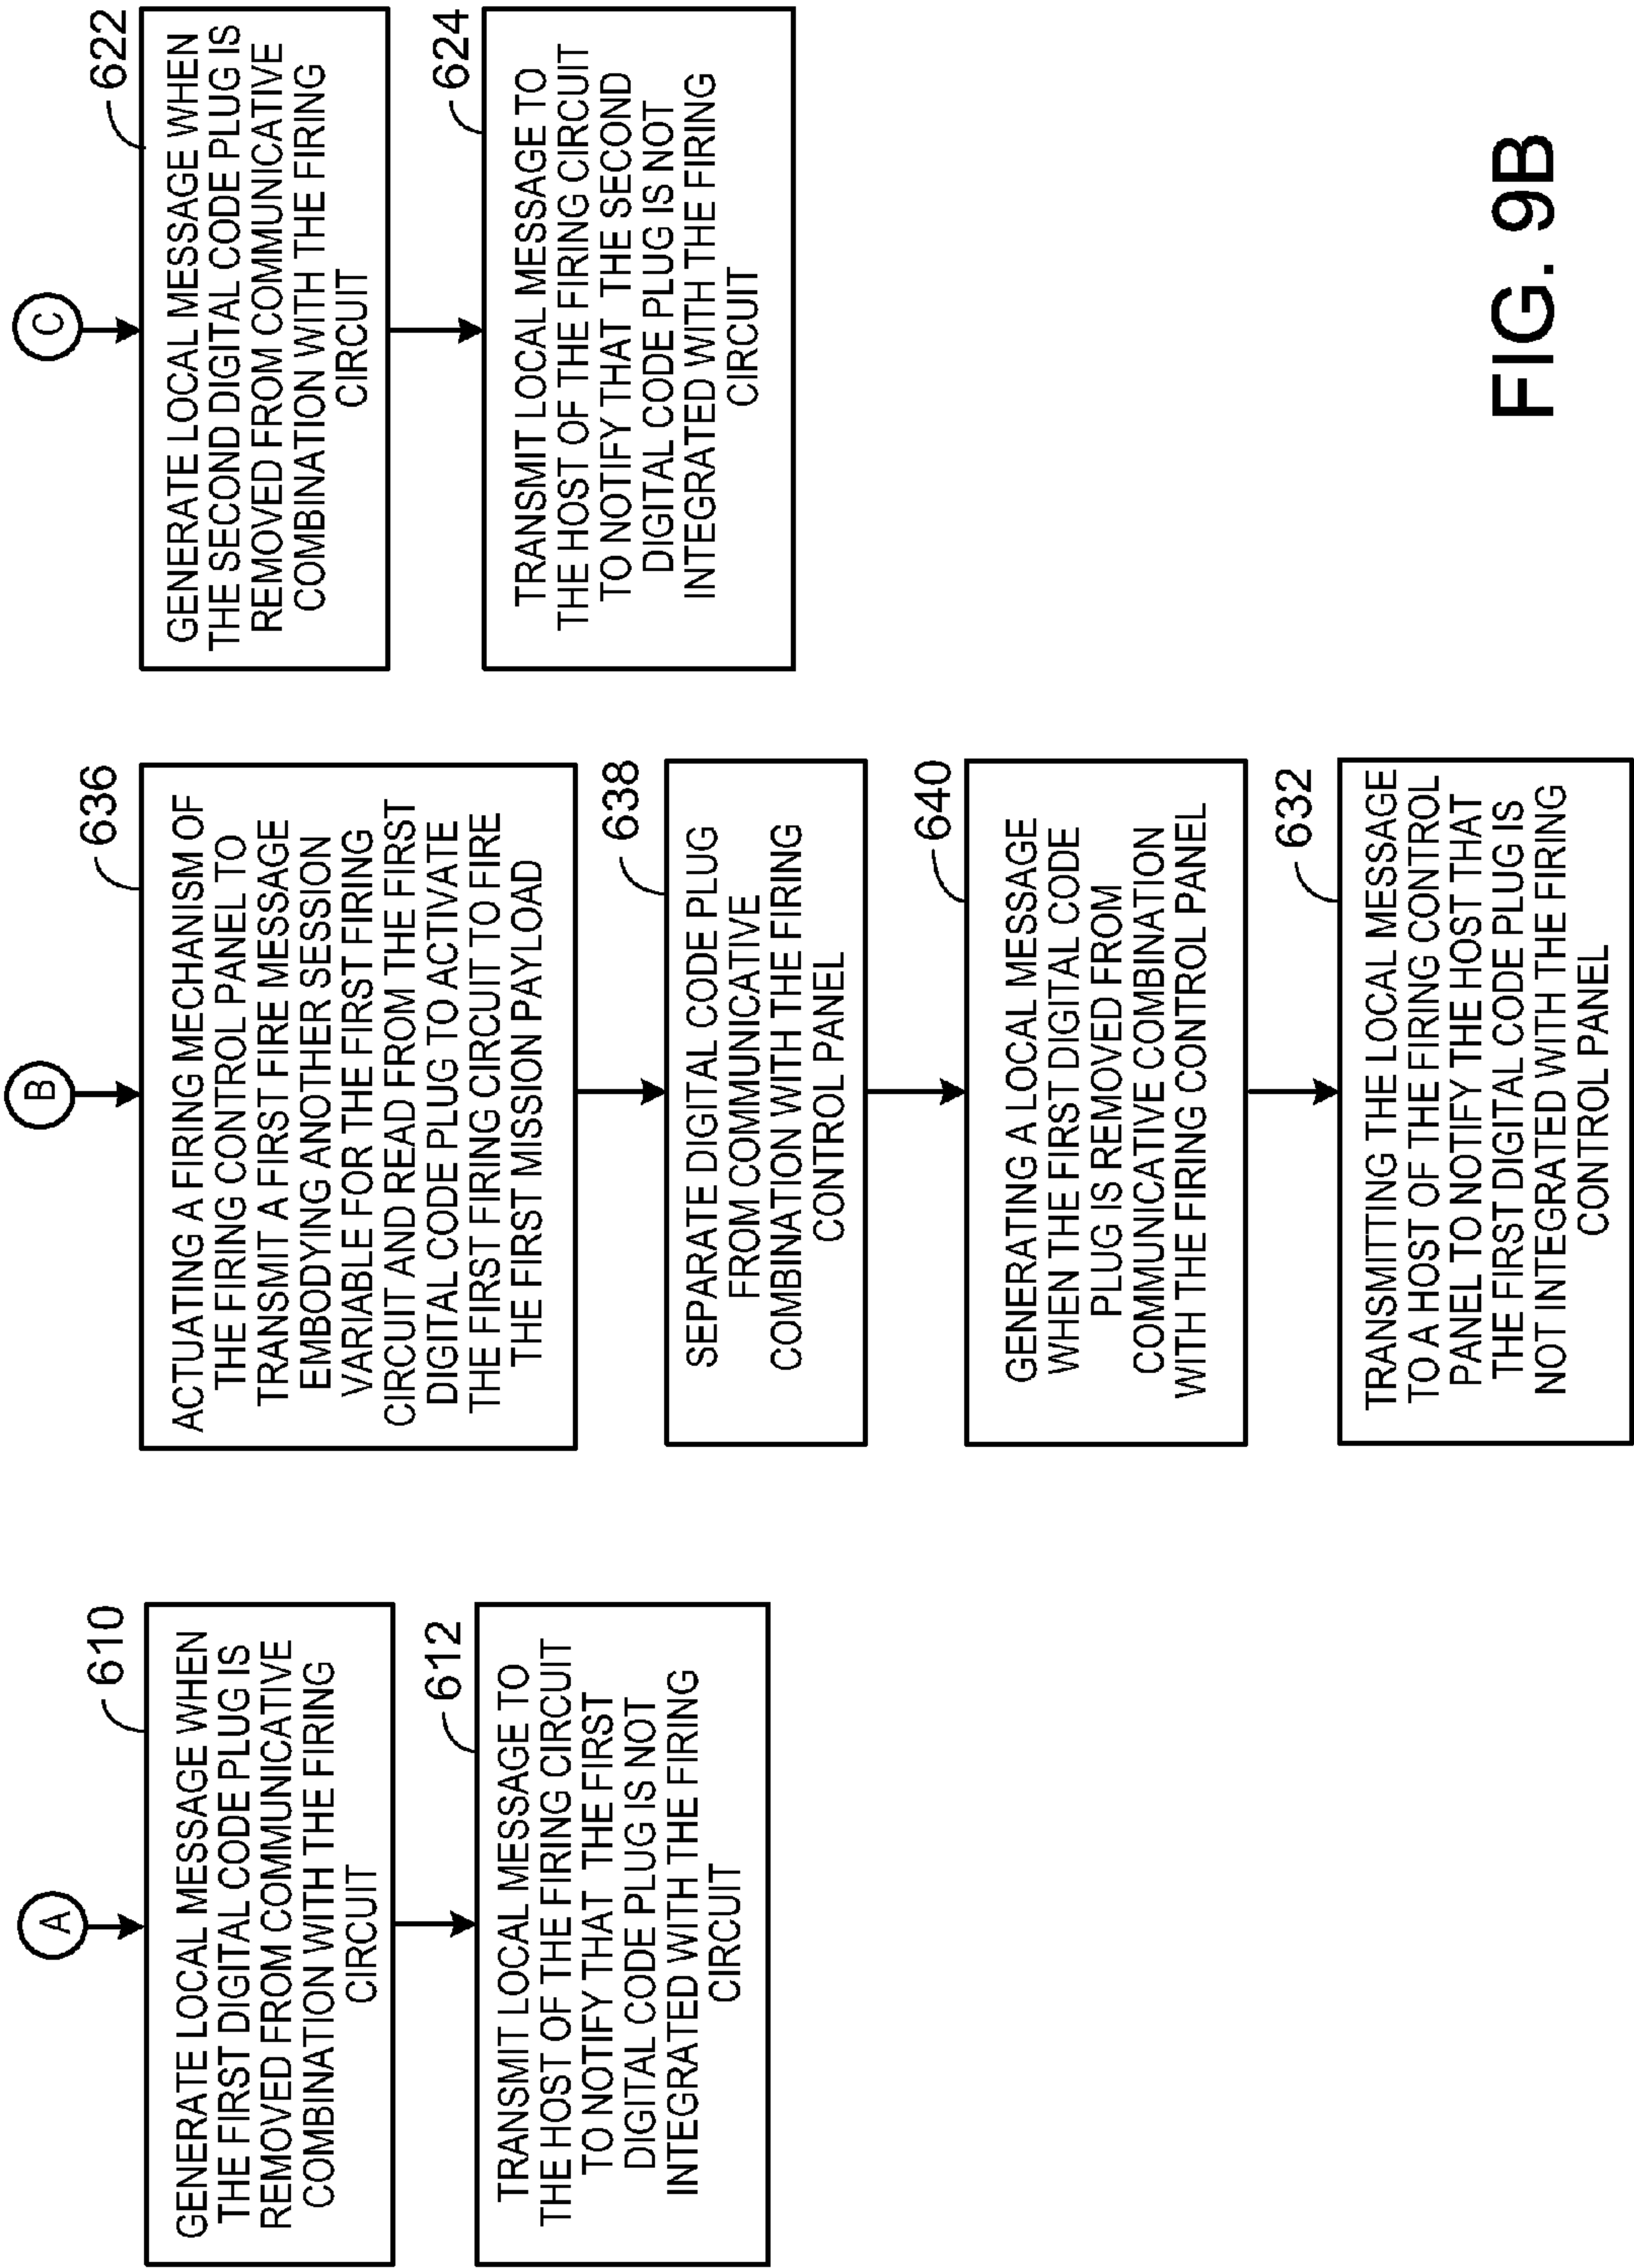 A
610
GENERATE LOCAL MESSAGE WHEN
THE FIRST DIGITAL CODE PLUG IS
REMOVED FROM COMMUNICATIVE
COMBINATION WITH THE FIRING
CIRCUIT
612
TRANSMIT LOCAL MESSAGE TO
THE HOST OF THE FIRING CIRCUIT
TO NOTIFY THAT THE FIRST
DIGITAL CODE PLUG IS NOT
INTEGRATED WITH THE FIRING
CIRCUIT
B
636
ACTUATING A FIRING MECHANISM OF
THE FIRING CONTROL PANEL TO
TRANSMIT A FIRST FIRE MESSAGE
EMBODYING ANOTHER SESSION
VARIABLE FOR THE FIRST FIRING
CIRCUIT AND READ FROM THE FIRST
DIGITAL CODE PLUG TO ACTIVATE
THE FIRST FIRING CIRCUIT TO FIRE
THE FIRST MISSION PAYLOAD
638
SEPARATE DIGITAL CODE PLUG
FROM COMMUNICATIVE
COMBINATION WITH THE FIRING
CONTROL PANEL
640
GENERATING A LOCAL MESSAGE
WHEN THE FIRST DIGITAL CODE
PLUG IS REMOVED FROM
COMMUNICATIVE COMBINATION
WITH THE FIRING CONTROL PANEL
632
TRANSMITTING THE LOCAL MESSAGE
TO A HOST OF THE FIRING CONTROL
PANEL TO NOTIFY THE HOST THAT
THE FIRST DIGITAL CODE PLUG IS
NOT INTEGRATED WITH THE FIRING
CONTROL PANEL
C
622
GENERATE LOCAL MESSAGE WHEN
THE SECOND DIGITAL CODE PLUG IS
REMOVED FROM COMMUNICATIVE
COMBINATION WITH THE FIRING
CIRCUIT
624
TRANSMIT LOCAL MESSAGE TO
THE HOST OF THE FIRING CIRCUIT
TO NOTIFY THAT THE SECOND
DIGITAL CODE PLUG IS NOT
INTEGRATED WITH THE FIRING
CIRCUIT
FIG. 9B